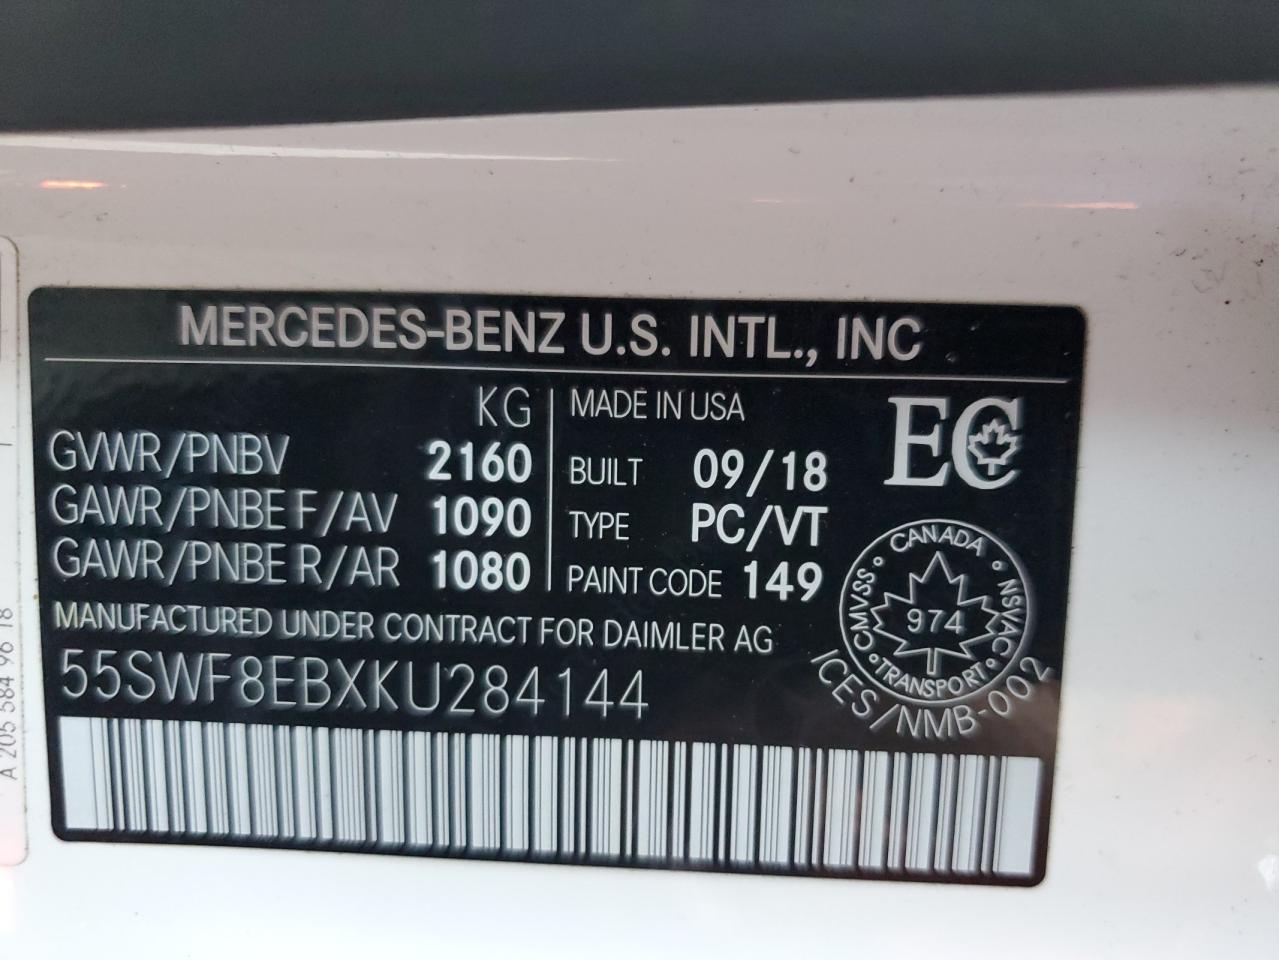 MERCEDES-BENZ U.S. INTL., INC
KG
GVWR/PNBV 2160
GAWR/PNBE F/AV 1090
GAWR/PNBE R/AR 1080
MADE IN USA
BUILT 09/18
TYPE PC/VT
PAINT CODE 149
EC
CANADA
CMVSS
NSVAC
974
TRANSPORT
ICES/NMB-002
MANUFACTURED UNDER CONTRACT FOR DAIMLER AG
55SWF8EBXKU284144
A 205 584 96 18